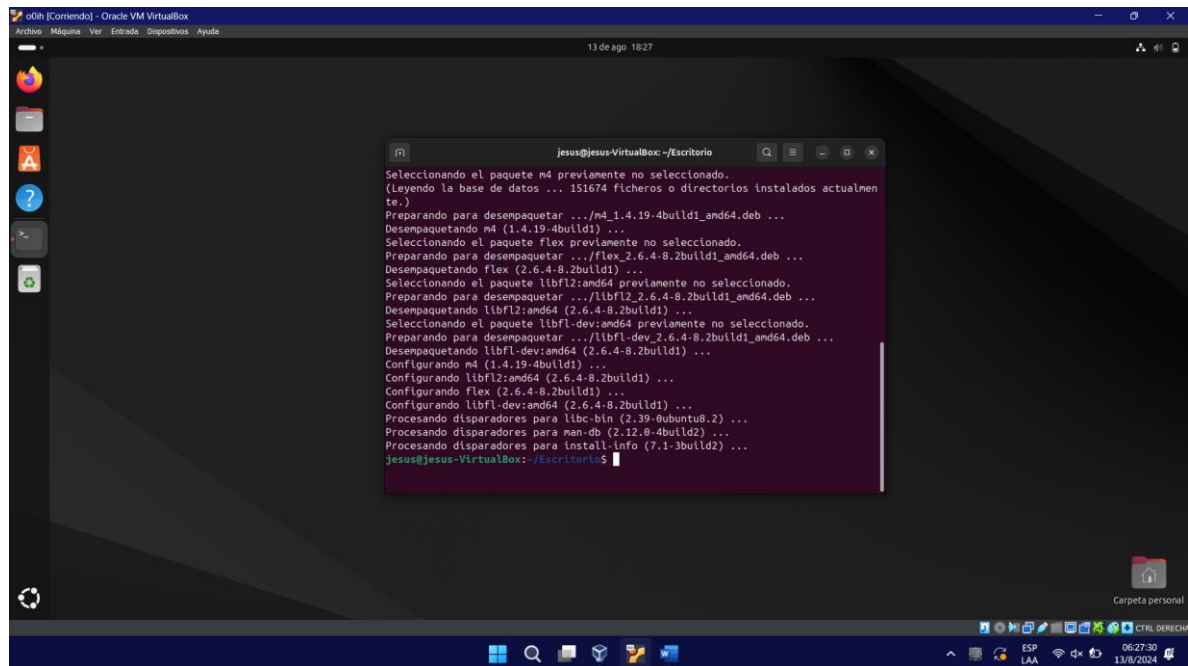 o0ih [Corriendo] - Oracle VM VirtualBox
Archivo Máquina Ver Entrada Dispositivos Ayuda
13 de ago 18:27
jesus@jesus-VirtualBox: ~/Escritorio
Seleccionando el paquete m4 previamente no seleccionado.
(Leyendo la base de datos ... 151674 ficheros o directorios instalados actualmen
te.)
Preparando para desempaquetar .../m4_1.4.19-4build1_amd64.deb ...
Desempaquetando m4 (1.4.19-4build1) ...
Seleccionando el paquete flex previamente no seleccionado.
Preparando para desempaquetar .../flex_2.6.4-8.2build1_amd64.deb ...
Desempaquetando flex (2.6.4-8.2build1) ...
Seleccionando el paquete libfl2:amd64 previamente no seleccionado.
Preparando para desempaquetar .../libfl2_2.6.4-8.2build1_amd64.deb ...
Desempaquetando libfl2:amd64 (2.6.4-8.2build1) ...
Seleccionando el paquete libfl-dev:amd64 previamente no seleccionado.
Preparando para desempaquetar .../libfl-dev_2.6.4-8.2build1_amd64.deb ...
Desempaquetando libfl-dev:amd64 (2.6.4-8.2build1) ...
Configurando m4 (1.4.19-4build1) ...
Configurando libfl2:amd64 (2.6.4-8.2build1) ...
Configurando flex (2.6.4-8.2build1) ...
Configurando libfl-dev:amd64 (2.6.4-8.2build1) ...
Procesando disparadores para libc-bin (2.39-0ubuntu8.2) ...
Procesando disparadores para man-db (2.12.0-4build2) ...
Procesando disparadores para install-info (7.1-3build2) ...
jesus@jesus-VirtualBox:~/Escritorio$
Carpeta personal
CTRL DERECHA
ESP
LAA
06:27:30
13/8/2024